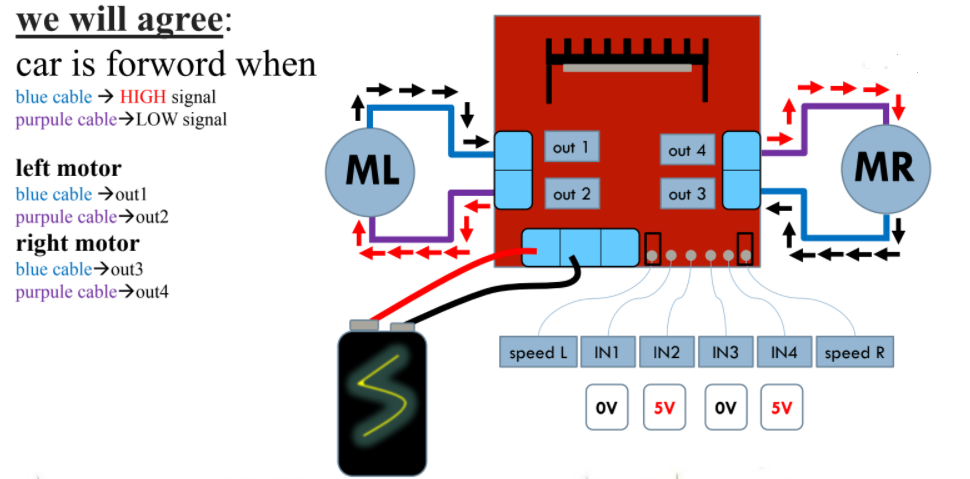 we will agree:
car is forword when
blue cable → HIGH signal
purpule cable→LOW signal
left motor
blue cable →out1
purpule cable→out2
right motor
blue cable→out3
purpule cable→out4
ML
out 1
out 2
out 4
out 3
MR
speed L
IN1
IN2
IN3
IN4
speed R
0V
5V
0V
5V